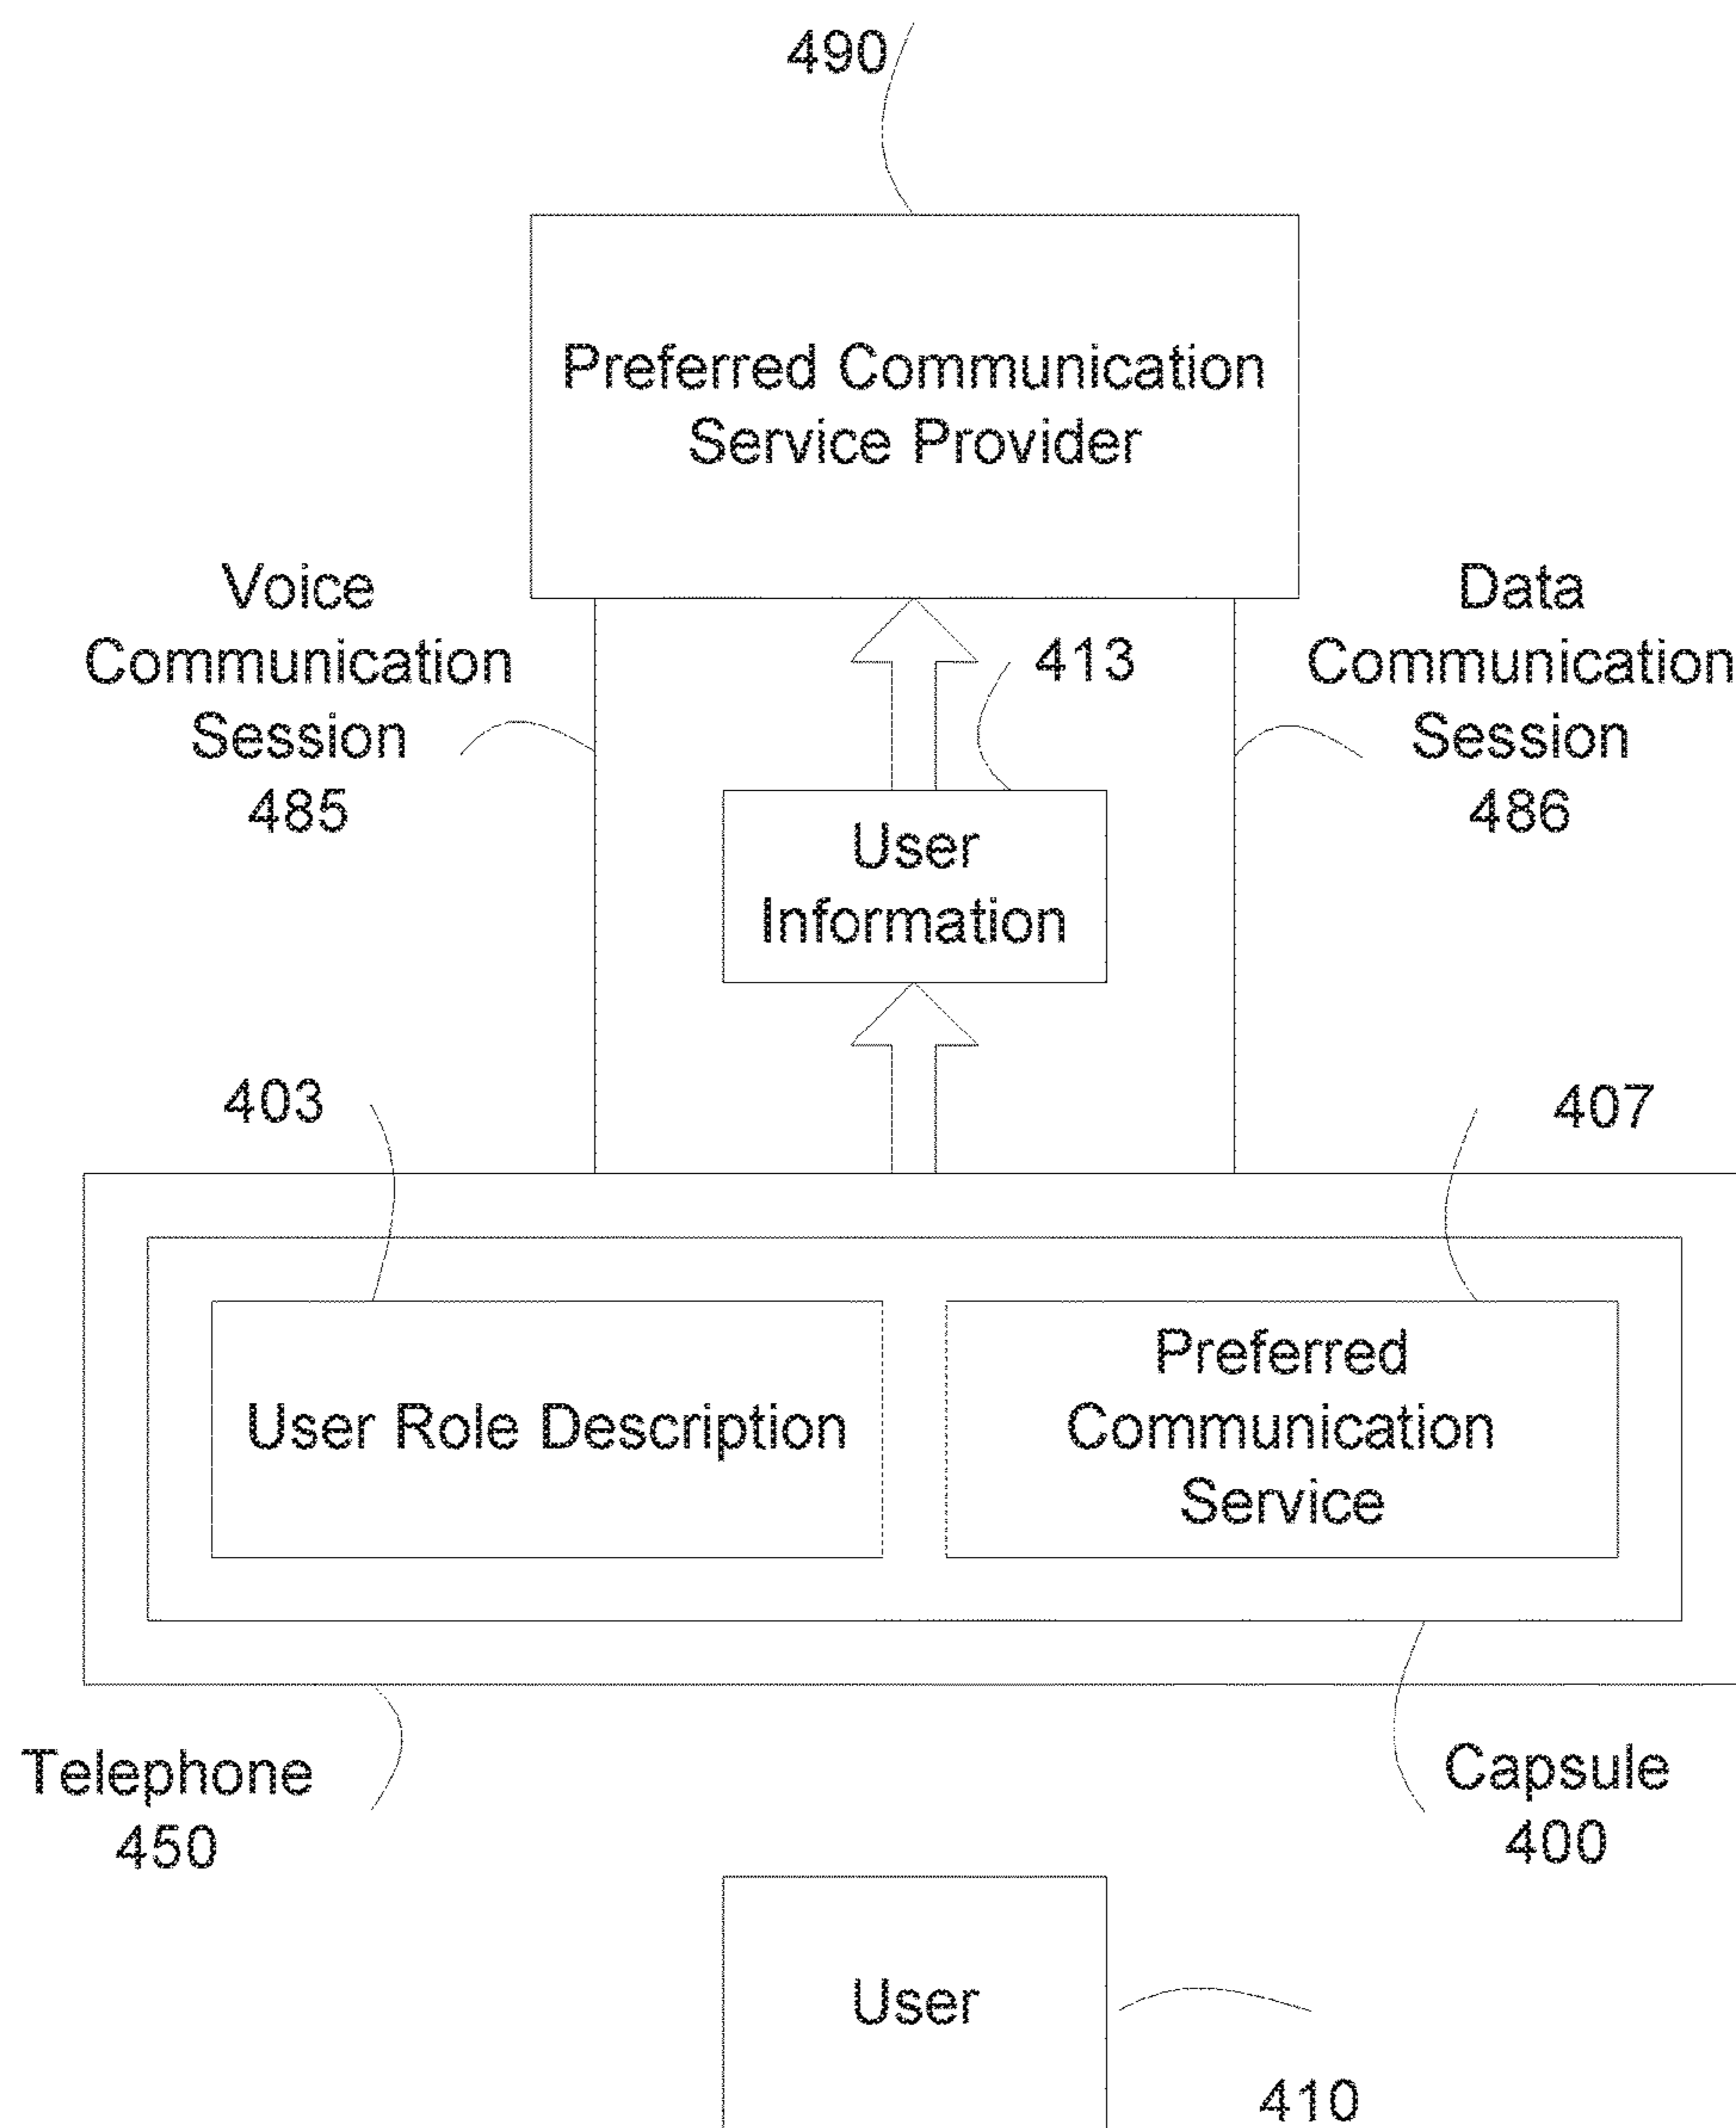 490
Preferred Communication
Service Provider
Voice
Communication
Session
485
Data
Communication
Session
486
413
User
Information
403
407
User Role Description
Preferred
Communication
Service
Telephone
450
Capsule
400
User
410